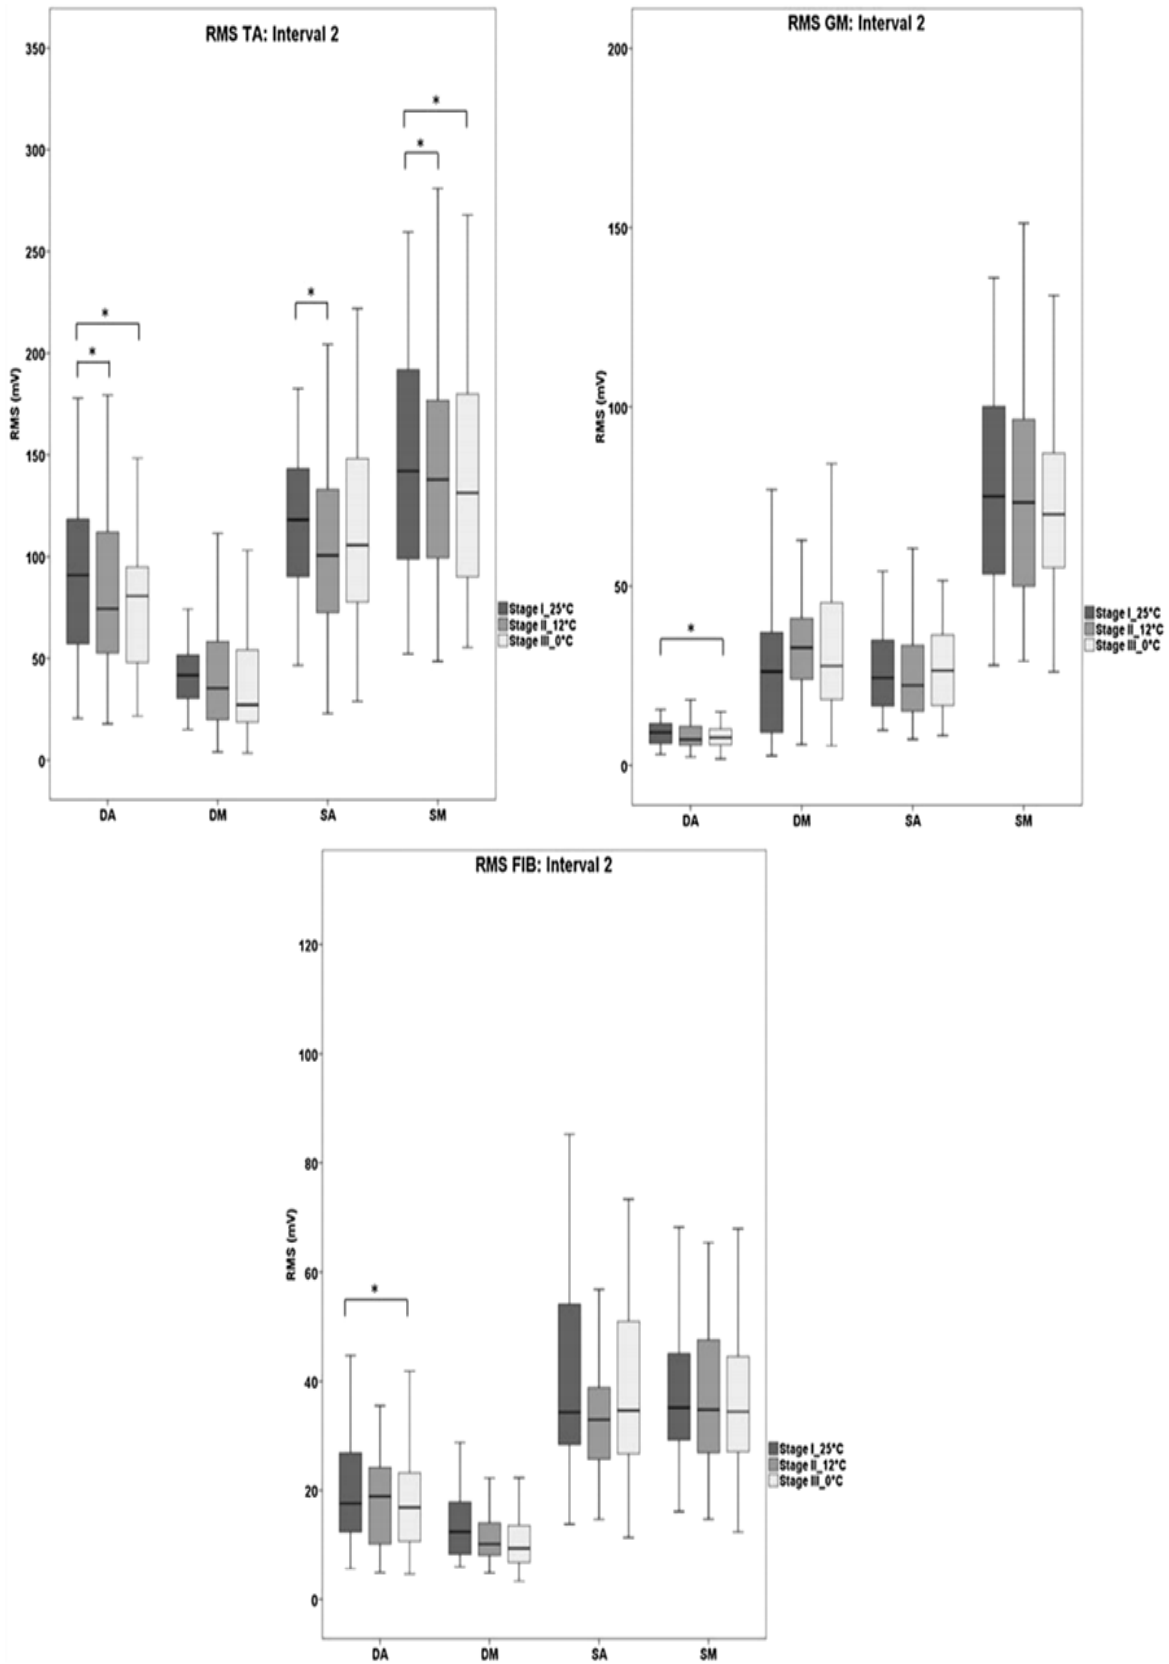 RMS TA: Interval 2
350
300
250
200
150
100
50
0
RMS (mV)
*
*
*
*
*
DA DM SA SM
Stage I_25°C
Stage II_12°C
Stage III_0°C
RMS GM: Interval 2
200
150
100
50
0
RMS (mV)
*
DA DM SA SM
Stage I_25°C
Stage II_12°C
Stage III_0°C
RMS FIB: Interval 2
120
100
80
60
40
20
0
RMS (mV)
*
DA DM SA SM
Stage I_25°C
Stage II_12°C
Stage III_0°C